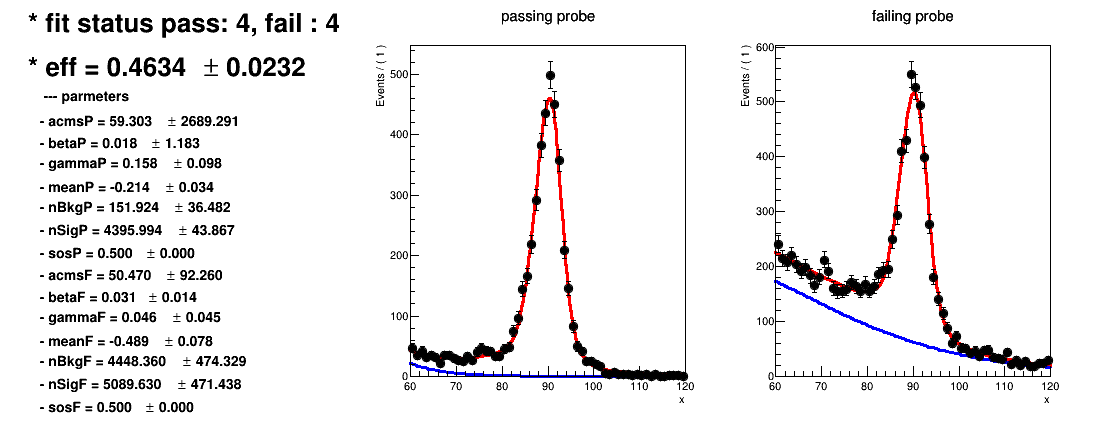 * fit status pass: 4, fail : 4
* eff = 0.4634 ± 0.0232
--- parmeters
- acmsP = 59.303 ± 2689.291
- betaP = 0.018 ± 1.183
- gammaP = 0.158 ± 0.098
- meanP = -0.214 ± 0.034
- nBkgP = 151.924 ± 36.482
- nSigP = 4395.994 ± 43.867
- sosP = 0.500 ± 0.000
- acmsF = 50.470 ± 92.260
- betaF = 0.031 ± 0.014
- gammaF = 0.046 ± 0.045
- meanF = -0.489 ± 0.078
- nBkgF = 4448.360 ± 474.329
- nSigF = 5089.630 ± 471.438
- sosF = 0.500 ± 0.000
passing probe
Events / ( 1 )
500
400
300
200
100
0
60 70 80 90 100 110 120
x
failing probe
Events / ( 1 )
600
500
400
300
200
100
0
60 70 80 90 100 110 120
x